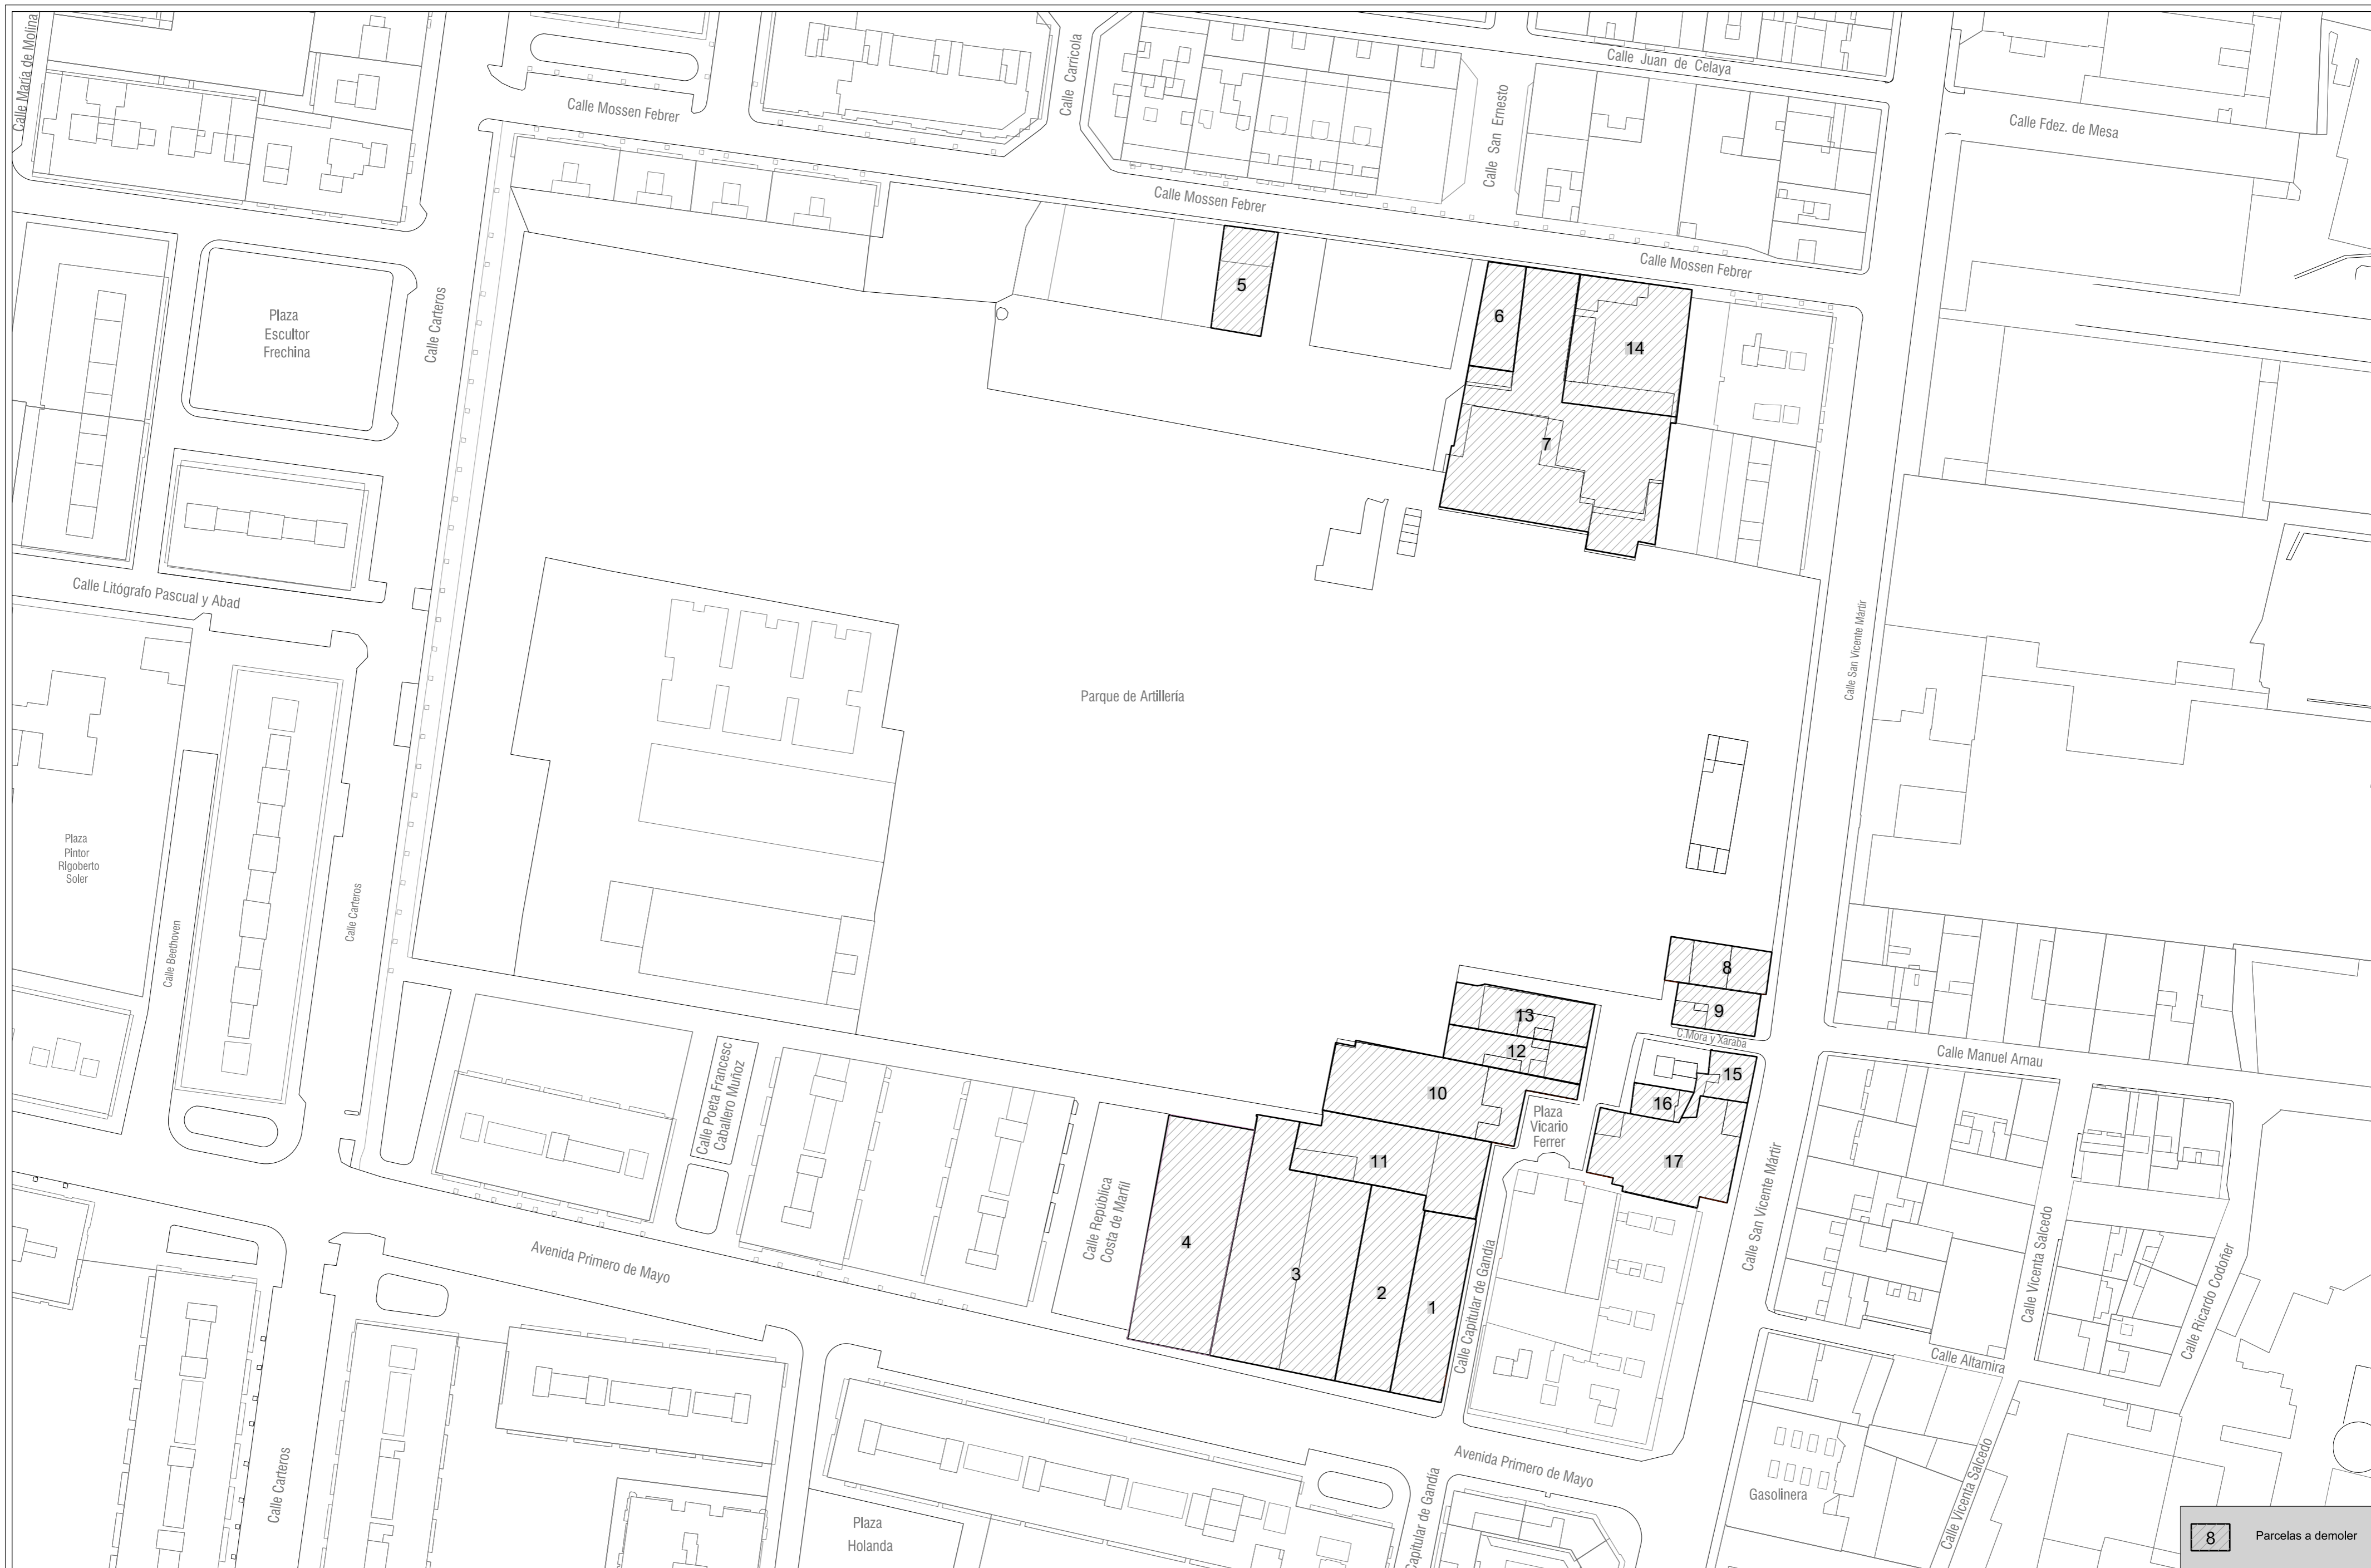 Calle Maria de Molina
Calle Mossen Febrer
Calle Carricola
Calle Juan de Celaya
Calle San Ernesto
Calle Fdez. de Mesa
Calle Mossen Febrer
Calle Mossen Febrer
Plaza
Escultor
Frechina
Calle Carteros
5
6
14
7
Calle Litógrafo Pascual y Abad
Calle San Vicente Mártir
Parque de Artillería
Plaza
Pintor
Rigoberto
Soler
Calle Beethoven
Calle Carteros
8
9
13
12
C.Mora y Xaraba
Calle Manuel Arnau
Calle Poeta Francesc
Caballero Muñoz
10
15
16
Plaza
Vicario
Ferrer
11
17
Calle República
Costa de Marfil
4
3
2
1
Calle Capitular de Gandía
Calle San Vicente Mártir
Calle Vicenta Salcedo
Calle Ricardo Codoñer
Avenida Primero de Mayo
Calle Altamira
Calle Carteros
Avenida Primero de Mayo
Capitular de Gandía
Gasolinera
Calle Vicenta Salcedo
Plaza
Holanda
8 Parcelas a demoler